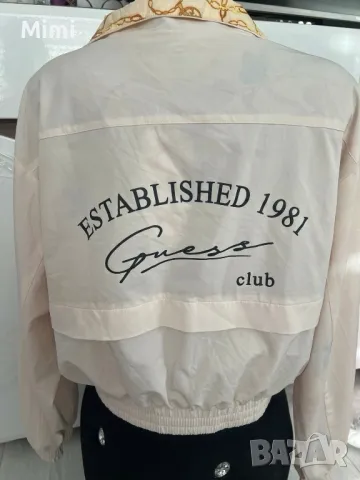 Mimi
ESTABLISHED 1981
Guess
club
BAZAR